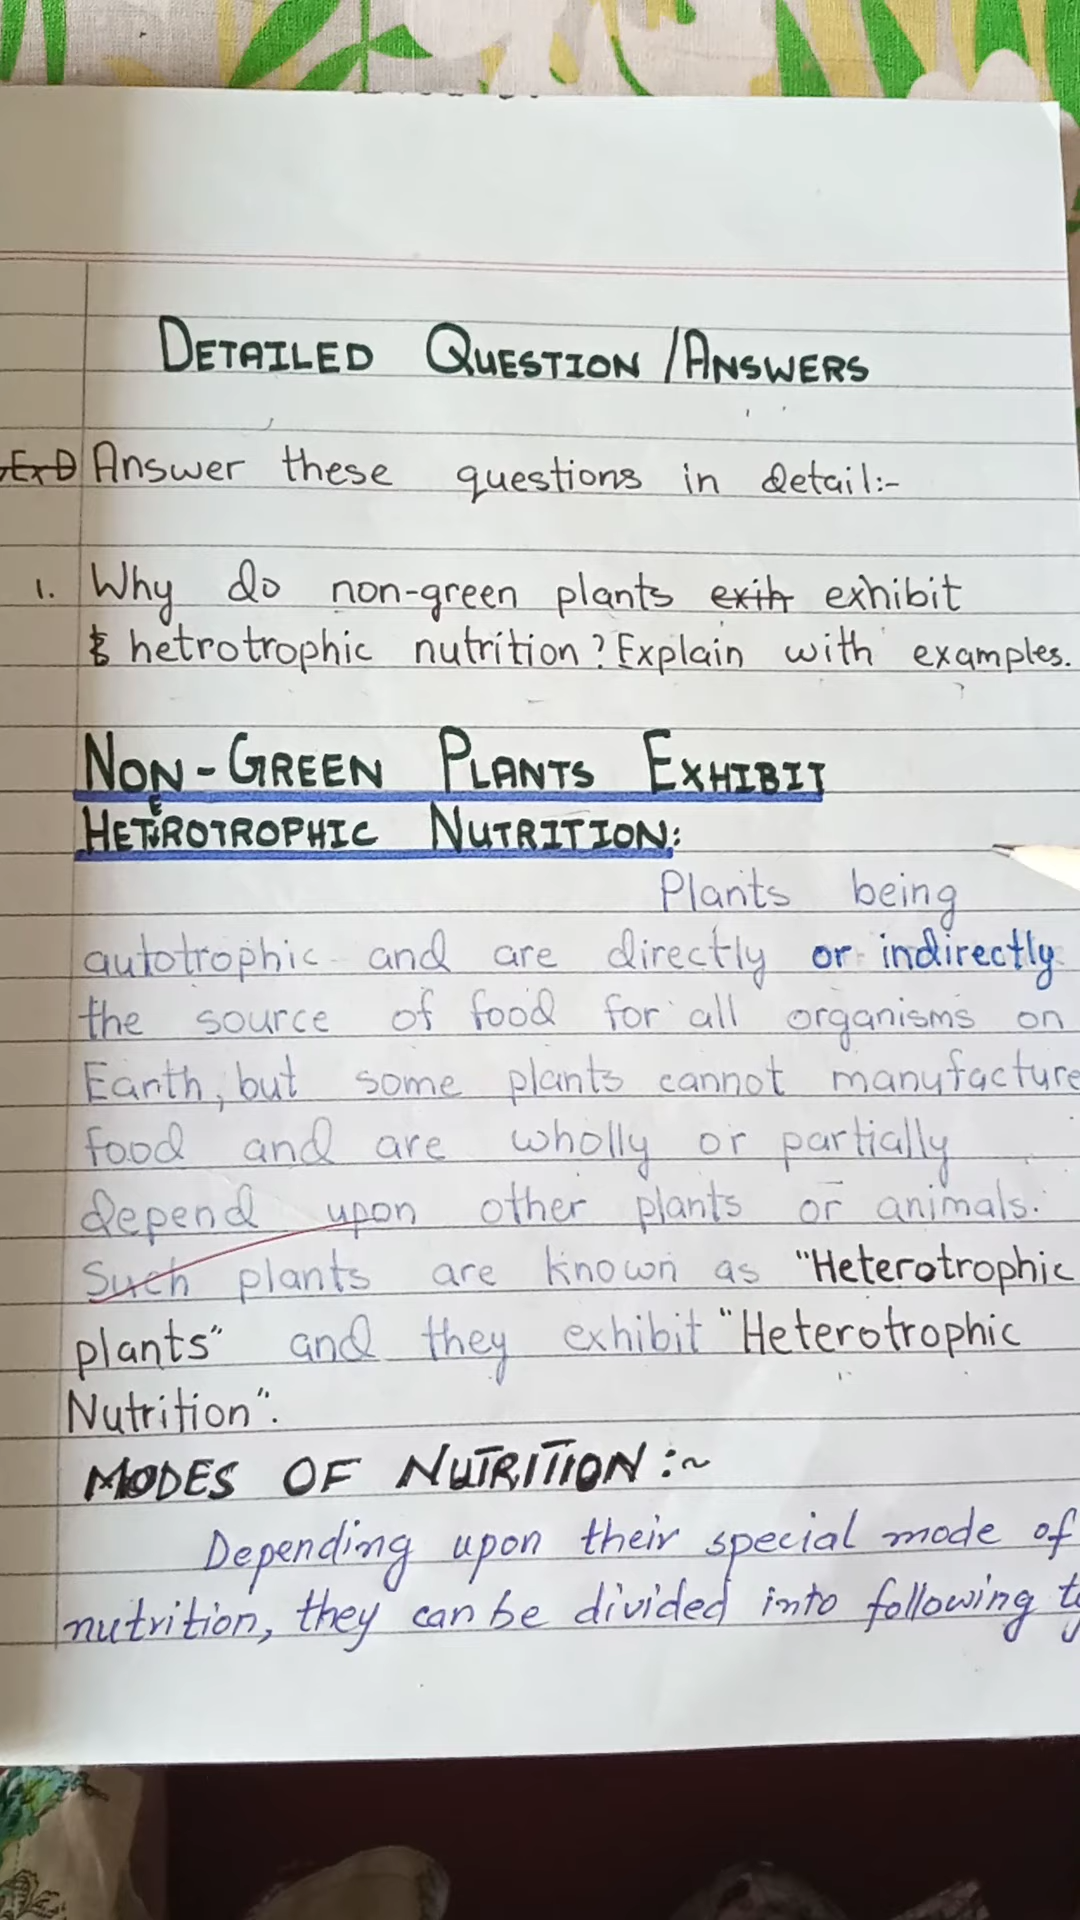 DETAILED QUESTION/ANSWERS
Ex D Answer these questions in detail:-
1. Why do non-green plants exih exhibit
hetrotrophic nutrition? Explain with examples.
NON-GREEN PLANTS EXHIBIT
HETEROTROPHIC NUTRITION:
Plants being
autotrophic and are directly or indirectly
the source of food for all organisms on
Earth, but some plants cannot manufacture
food and are wholly or partially
depend upon other plants or animals.
Such plants are known as "Heterotrophic
plants" and they exhibit "Heterotrophic
Nutrition".
MODES OF NUTRITION:~
Depending upon their special mode of
nutrition, they can be divided into following